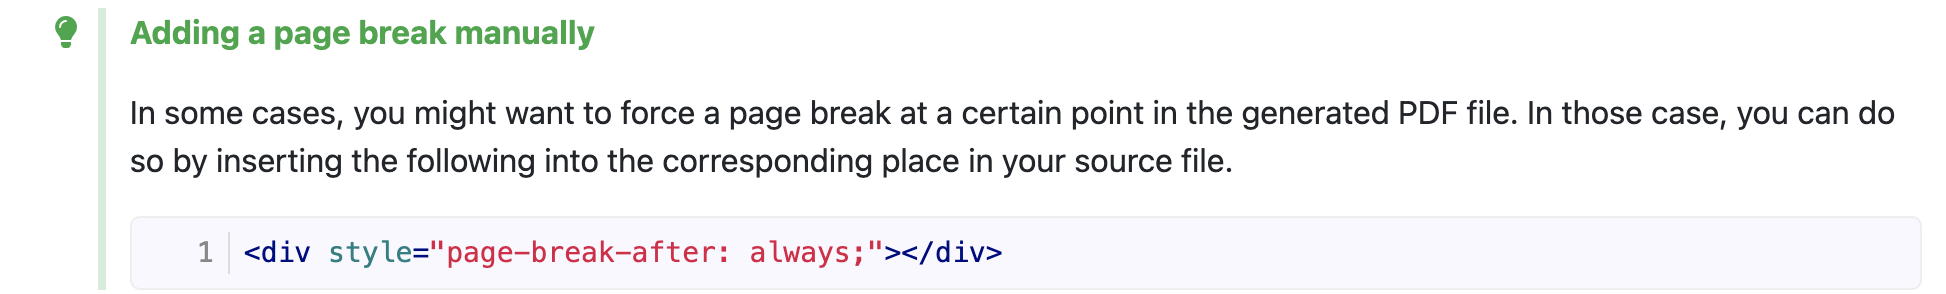 Adding a page break manually
In some cases, you might want to force a page break at a certain point in the generated PDF file. In those case, you can do
so by inserting the following into the corresponding place in your source file.
1 <div style="page-break-after: always;"></div>